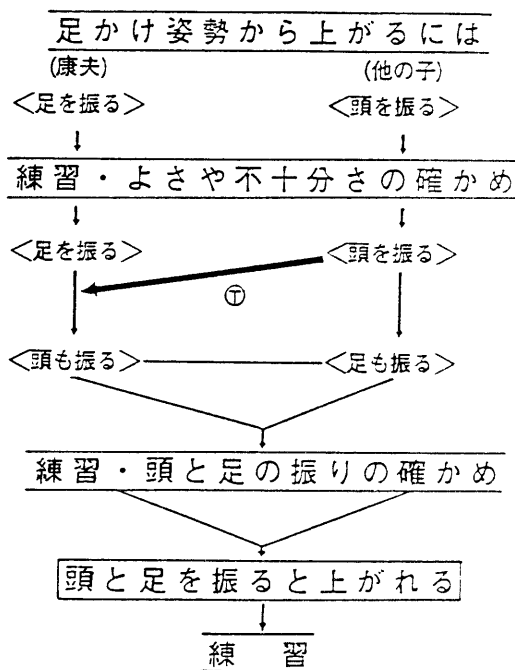 足かけ姿勢から上がるには
(康夫) (他の子)
<足を振る> <頭を振る>
練習・よさや不十分さの確かめ
<足を振る> <頭を振る>
Ⓣ
<頭も振る> <足も振る>
練習・頭と足の振りの確かめ
頭と足を振ると上がれる
練習